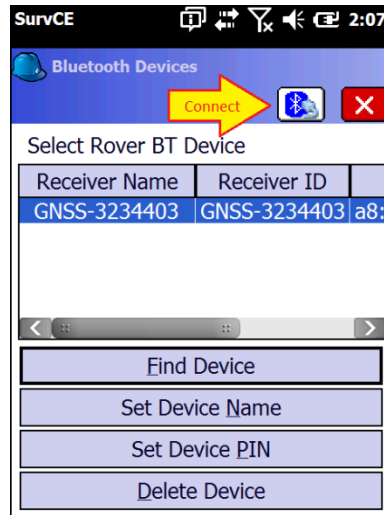 SurvCE 2:07
Bluetooth Devices
Connect
Select Rover BT Device
Receiver Name Receiver ID
GNSS-3234403 GNSS-3234403 a8:
Find Device
Set Device Name
Set Device PIN
Delete Device